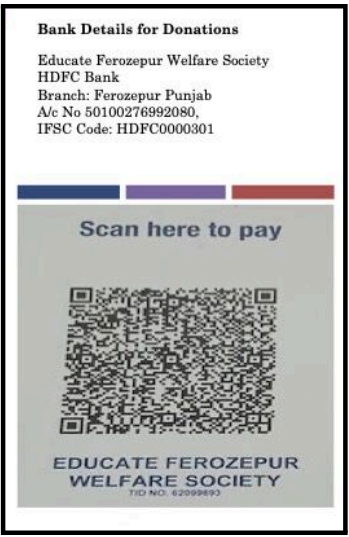 Bank Details for Donations
Educate Ferozepur Welfare Society
HDFC Bank
Branch: Ferozepur Punjab
A/c No 50100276992080,
IFSC Code: HDFC0000301
Scan here to pay
EDUCATE FEROZEPUR
WELFARE SOCIETY
TID NO. 62099693